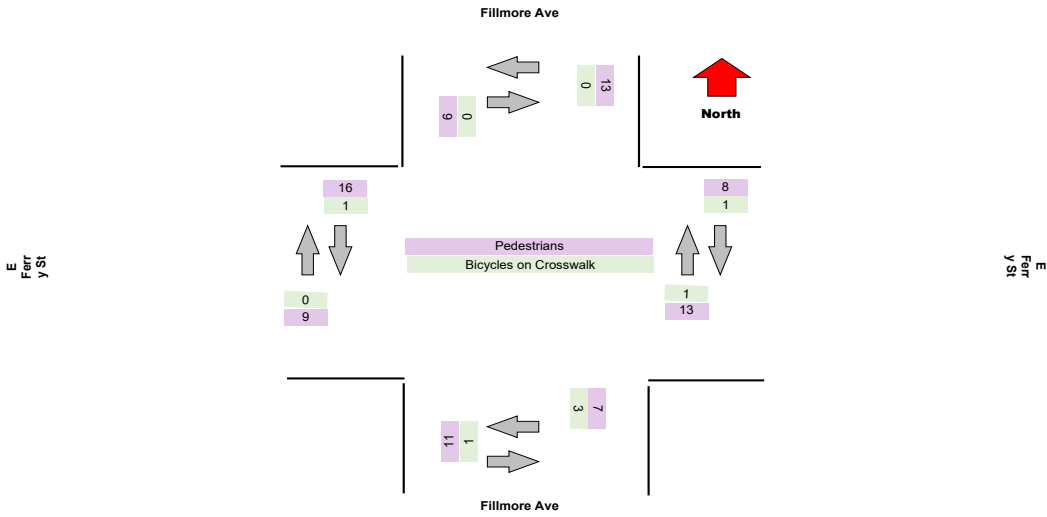 Fillmore Ave
0
13
9
0
North
16
1
8
1
Pedestrians
Bicycles on Crosswalk
E
Ferr
y St
E
Ferr
y St
0
9
1
13
3
7
11
1
Fillmore Ave